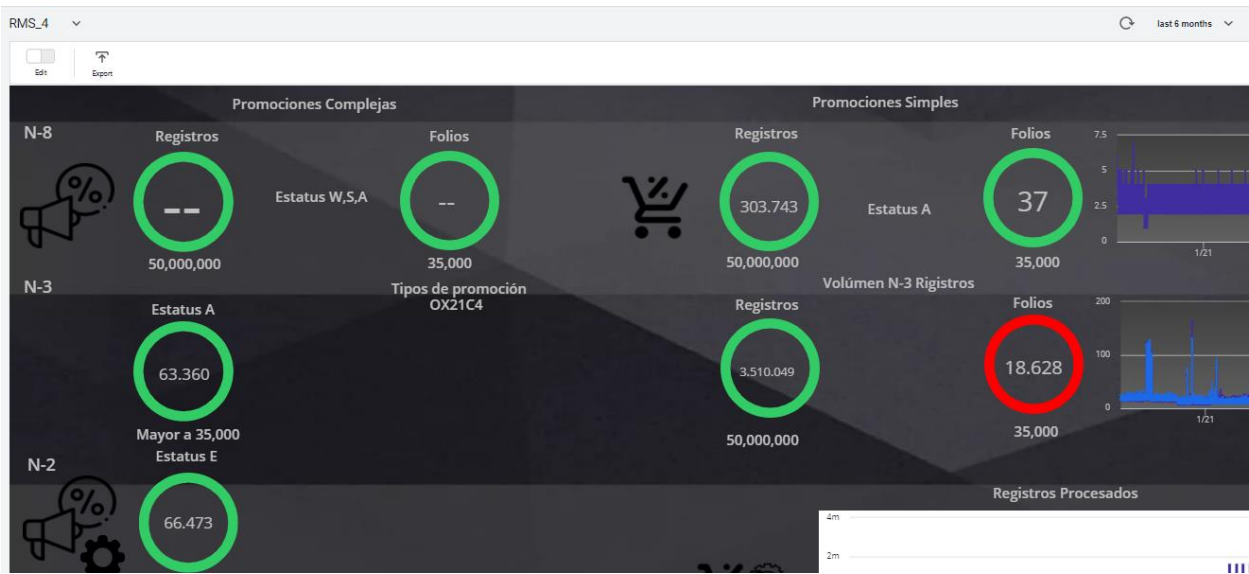 RMS_4
last 6 months
Edit
Export
Promociones Complejas
Promociones Simples
N-8
Registros
Folios
Registros
Folios
7.5
5
2.5
0
1/21
%
--
Estatus W,S,A
--
%
303.743
Estatus A
37
50,000,000
35,000
50,000,000
35,000
N-3
Tipos de promoción
OX21C4
Volúmen N-3 Rigistros
Estatus A
Registros
Folios
200
100
0
1/21
63.360
3.510.049
18.628
Mayor a 35,000
50,000,000
35,000
N-2
Estatus E
%
66.473
Registros Procesados
4m
2m